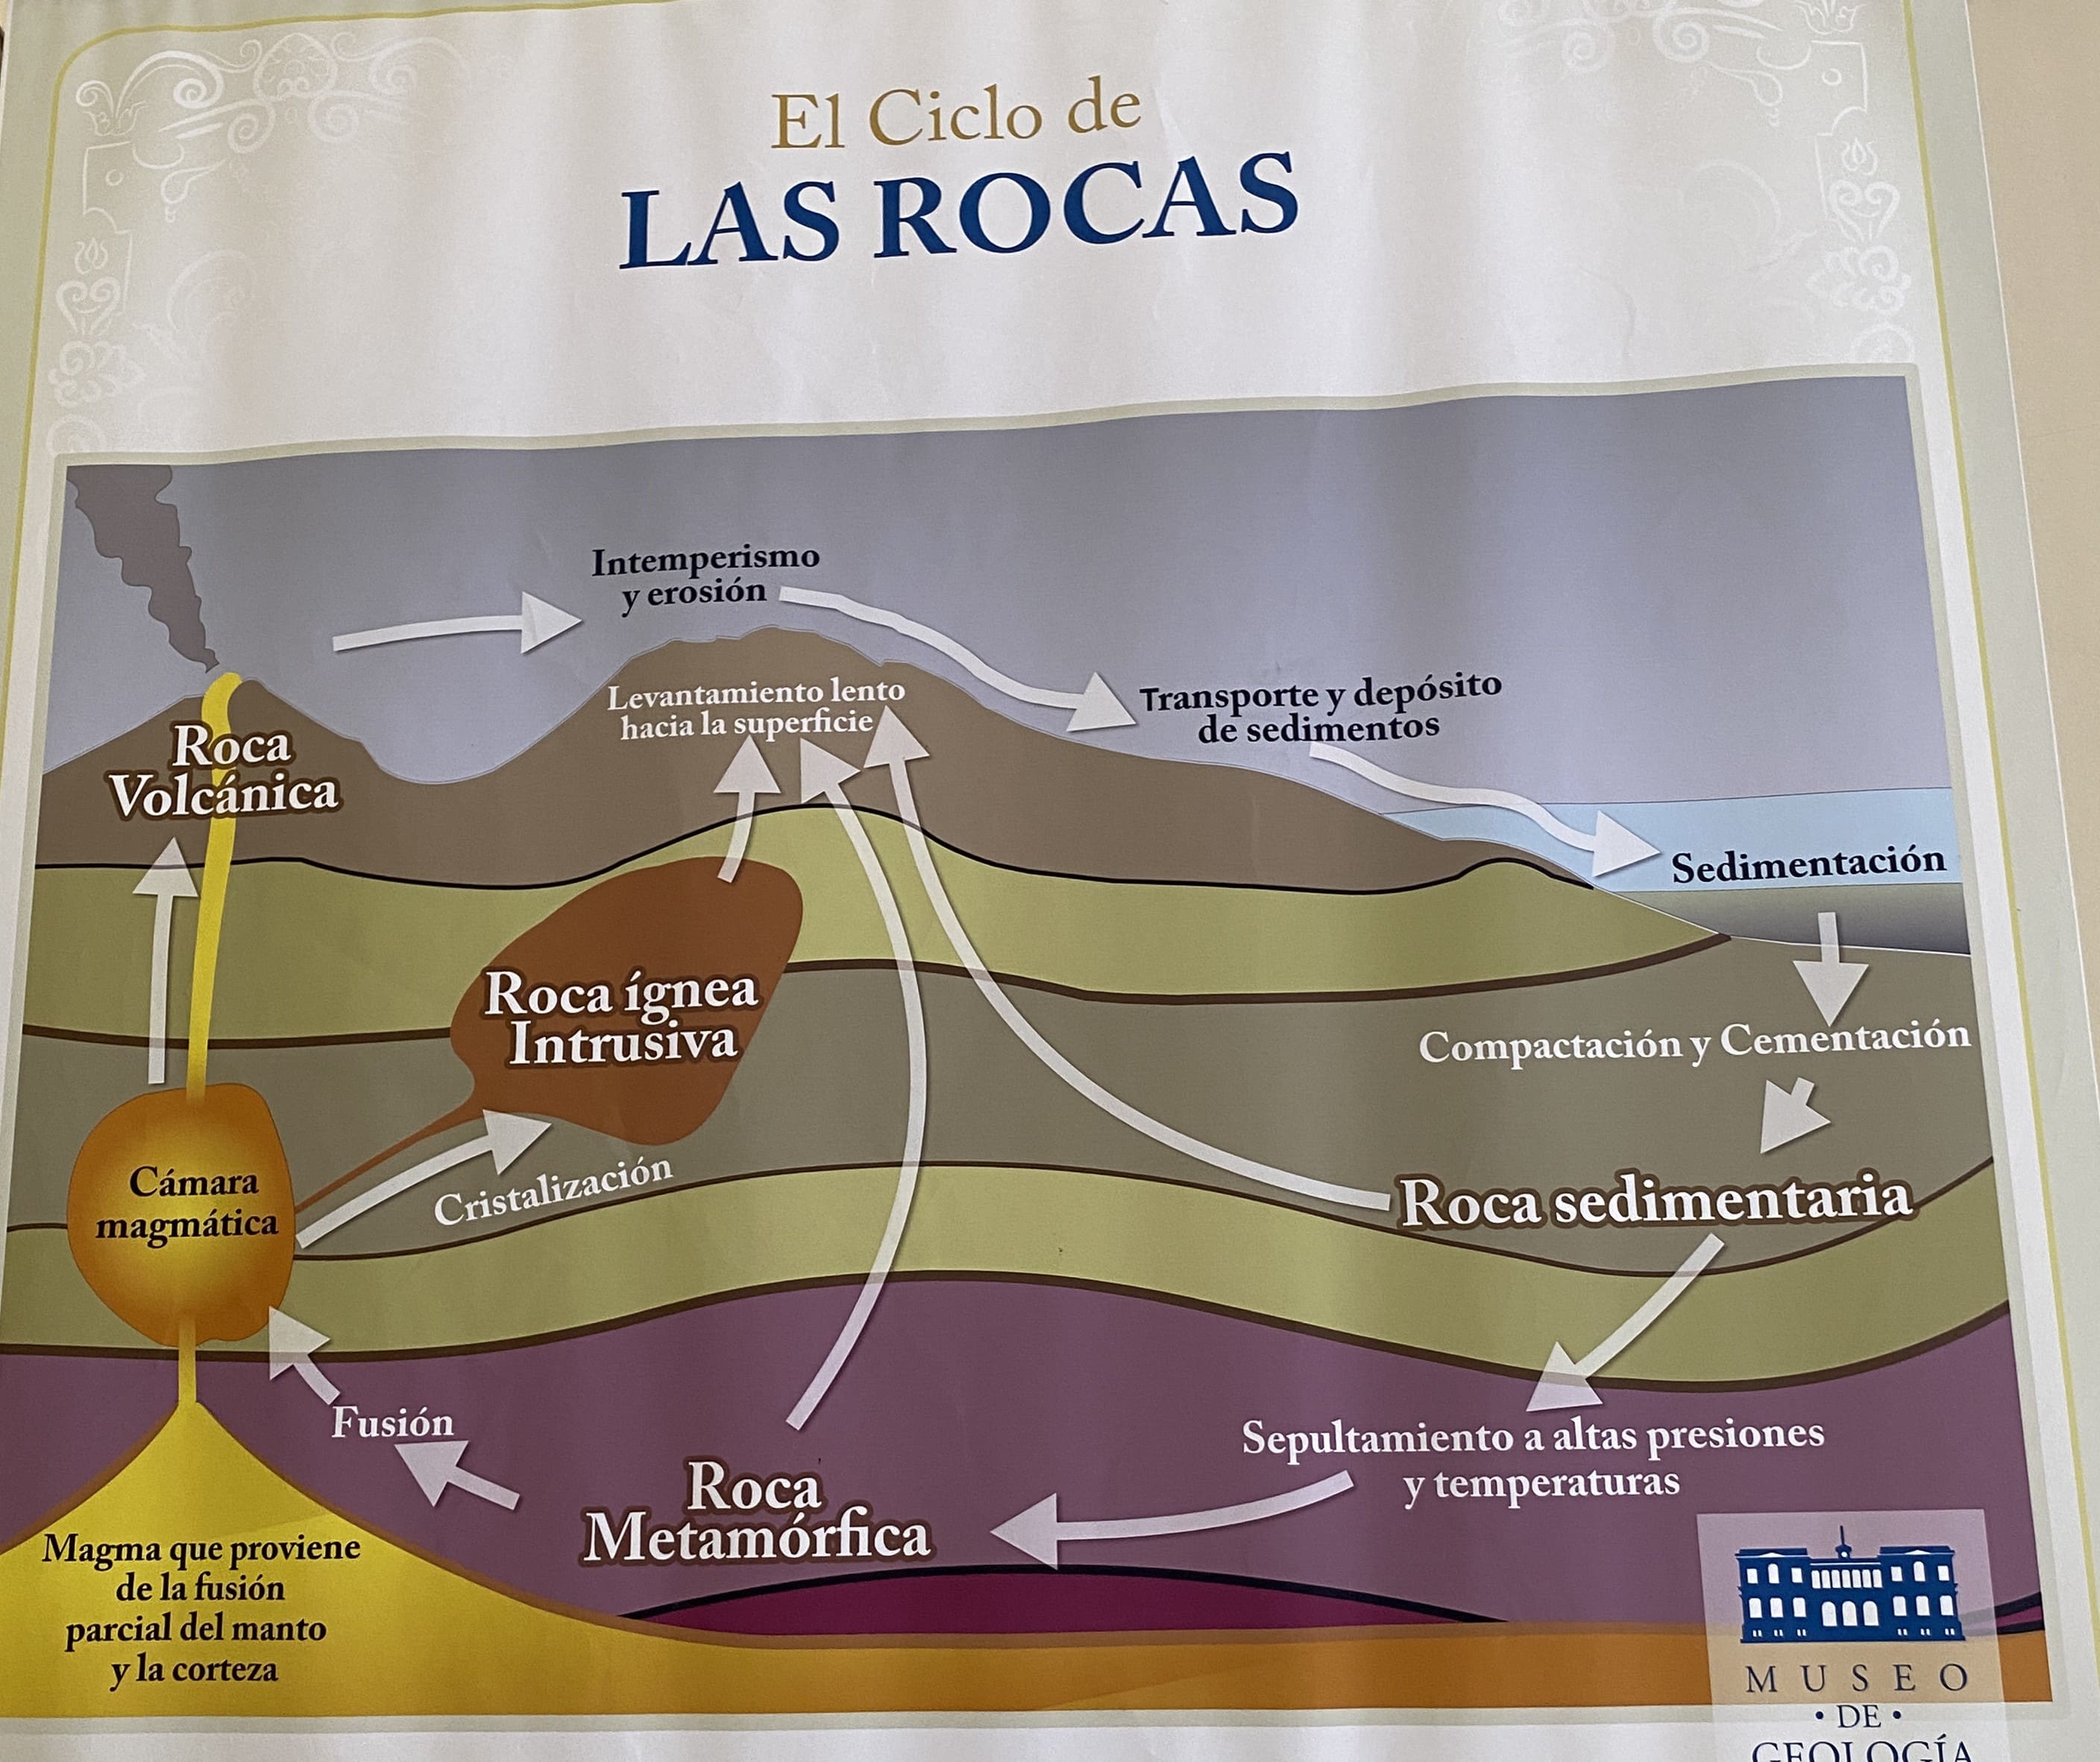 El Ciclo de
LAS ROCAS
Intemperismo
y erosión
Levantamiento lento
hacia la superficie
Transporte y depósito
de sedimentos
Roca
Volcánica
Sedimentación
Roca ígnea
Intrusiva
Compactación y Cementación
Cámara
magmática
Cristalización
Roca sedimentaria
Fusión
Sepultamiento a altas presiones
y temperaturas
Roca
Metamórfica
Magma que proviene
de la fusión
parcial del manto
y la corteza
MUSEO
• DE •
GEOLOGÍA